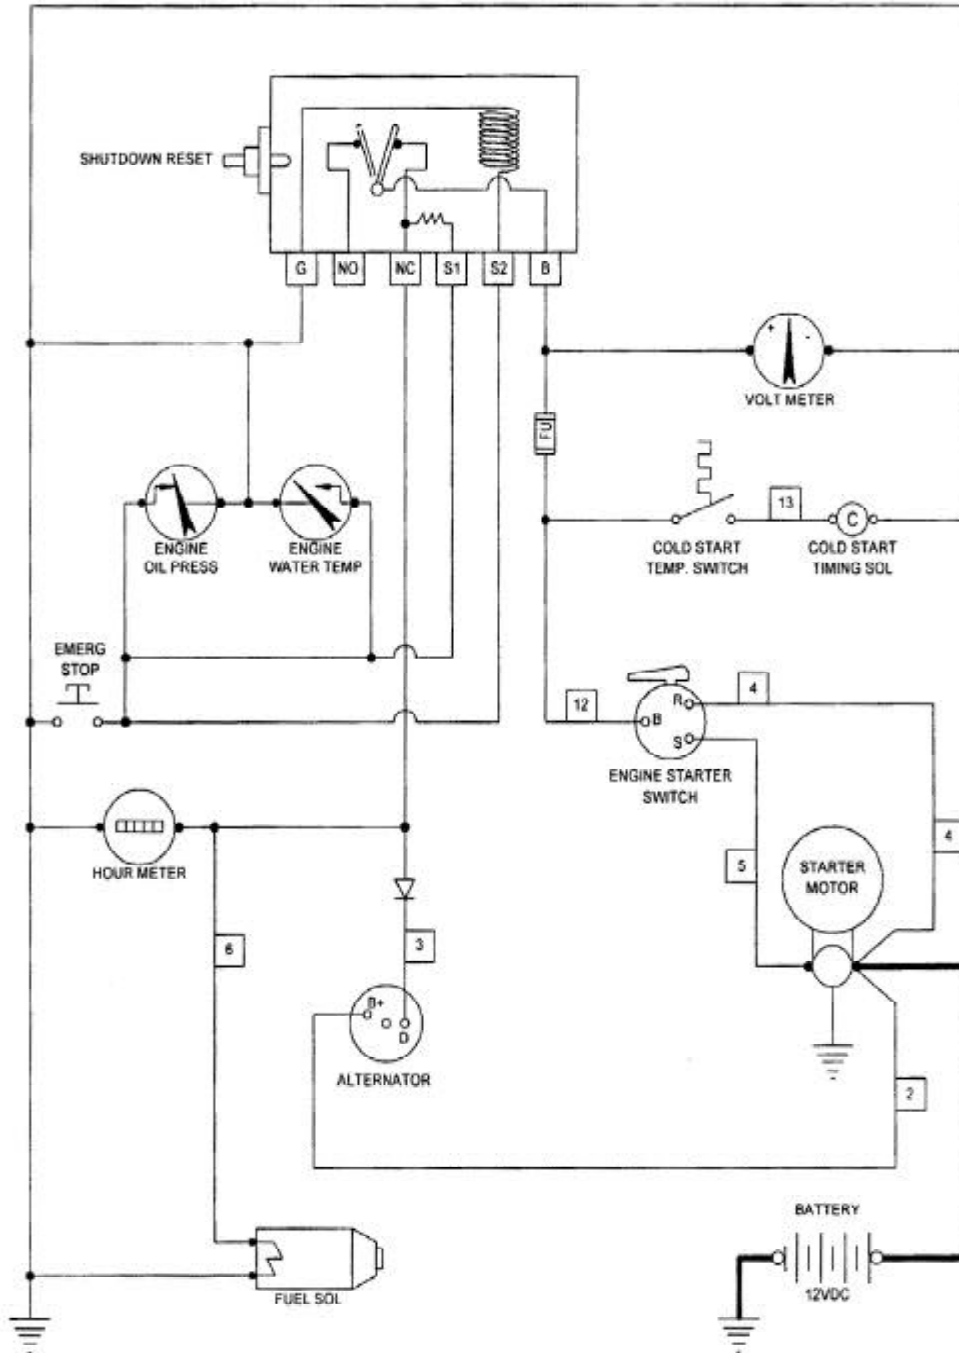 SHUTDOWN RESET
G NO NC S1 S2 B
+ -
VOLT METER
FU
13
C
ENGINE
OIL PRESS
ENGINE
WATER TEMP
COLD START
TEMP. SWITCH
COLD START
TIMING SOL
EMERG
STOP
12
B
R
S
4
ENGINE STARTER
SWITCH
HOUR METER
5
STARTER
MOTOR
4
6
3
B+
D
ALTERNATOR
2
BATTERY
12VDC
FUEL SOL